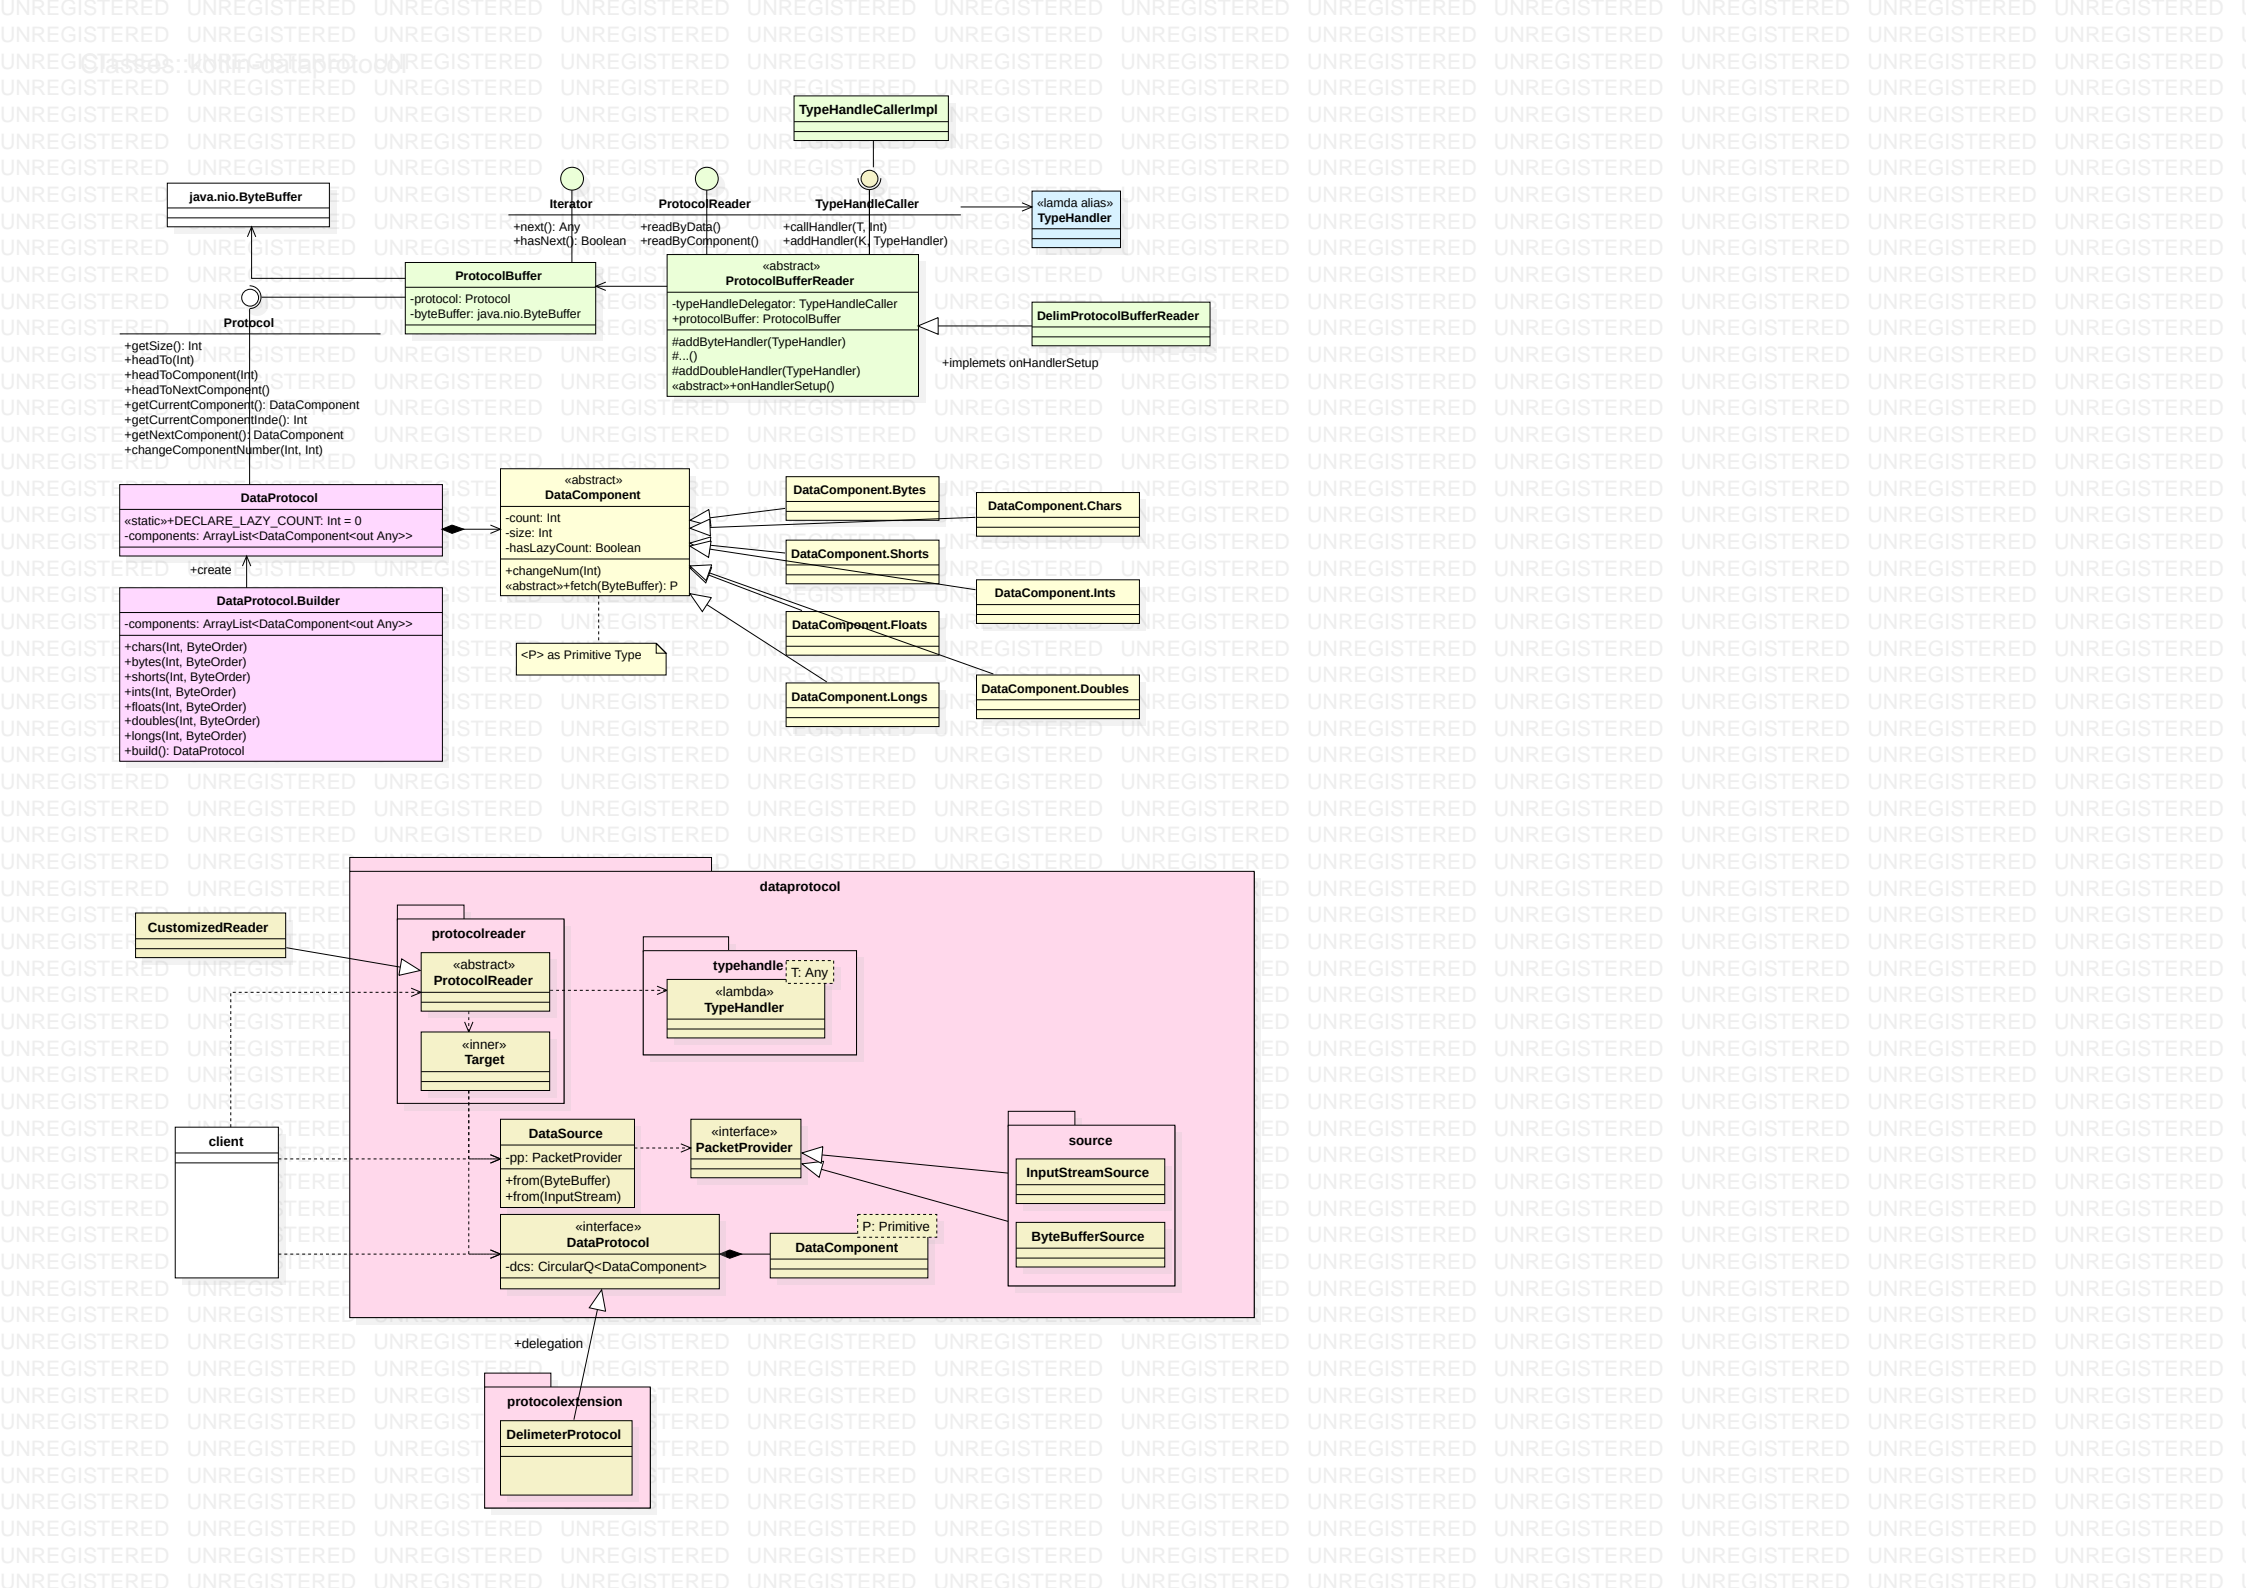 Classes::kotlin-dataprotocol
TypeHandleCallerImpl
java.nio.ByteBuffer
Iterator
+next(): Any
+hasNext(): Boolean
ProtocolReader
+readByData()
+readByComponent()
TypeHandleCaller
+callHandler(T, Int)
+addHandler(K, TypeHandler)
«lamda alias»
TypeHandler
ProtocolBuffer
-protocol: Protocol
-byteBuffer: java.nio.ByteBuffer
«abstract»
ProtocolBufferReader
-typeHandleDelegator: TypeHandleCaller
+protocolBuffer: ProtocolBuffer
#addByteHandler(TypeHandler)
#...()
#addDoubleHandler(TypeHandler)
«abstract»+onHandlerSetup()
DelimProtocolBufferReader
+implemets onHandlerSetup
Protocol
+getSize(): Int
+headTo(Int)
+headToComponent(Int)
+headToNextComponent()
+getCurrentComponent(): DataComponent
+getCurrentComponentInde(): Int
+getNextComponent(): DataComponent
+changeComponentNumber(Int, Int)
DataProtocol
«static»+DECLARE_LAZY_COUNT: Int = 0
-components: ArrayList<DataComponent<out Any>>
+create
DataProtocol.Builder
-components: ArrayList<DataComponent<out Any>>
+chars(Int, ByteOrder)
+bytes(Int, ByteOrder)
+shorts(Int, ByteOrder)
+ints(Int, ByteOrder)
+floats(Int, ByteOrder)
+doubles(Int, ByteOrder)
+longs(Int, ByteOrder)
+build(): DataProtocol
«abstract»
DataComponent
-count: Int
-size: Int
-hasLazyCount: Boolean
+changeNum(Int)
«abstract»+fetch(ByteBuffer): P
<P> as Primitive Type
DataComponent.Bytes
DataComponent.Chars
DataComponent.Shorts
DataComponent.Ints
DataComponent.Floats
DataComponent.Longs
DataComponent.Doubles
dataprotocol
CustomizedReader
protocolreader
«abstract»
ProtocolReader
«inner»
Target
typehandle
T: Any
«lambda»
TypeHandler
client
DataSource
-pp: PacketProvider
+from(ByteBuffer)
+from(InputStream)
«interface»
PacketProvider
source
InputStreamSource
ByteBufferSource
«interface»
DataProtocol
-dcs: CircularQ<DataComponent>
P: Primitive
DataComponent
+delegation
protocolextension
DelimeterProtocol
UNREGISTERED